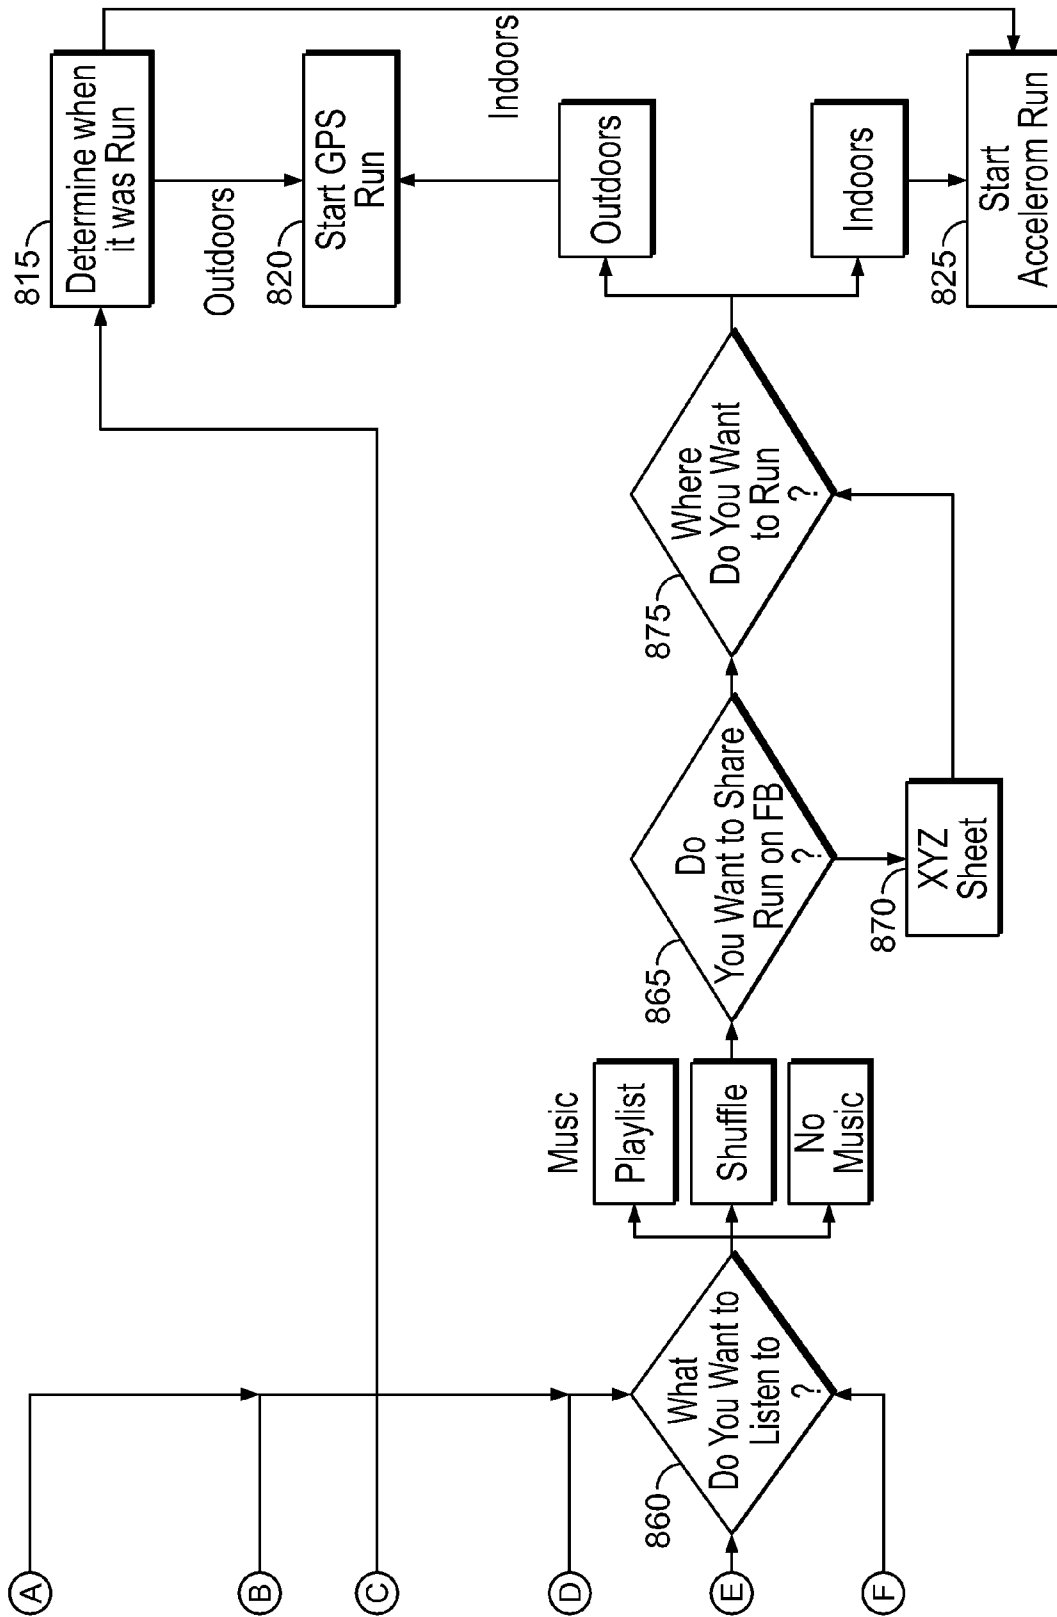 A
B
C
D
E
F
815
Determine when
it was Run
Outdoors
820
Start GPS
Run
Indoors
860
What
Do You Want to
Listen to
?
Music
Playlist
Shuffle
No
Music
865
Do
You Want to Share
Run on FB
?
870
XYZ
Sheet
875
Where
Do You Want
to Run
?
Outdoors
Indoors
825
Start
Accelerom Run